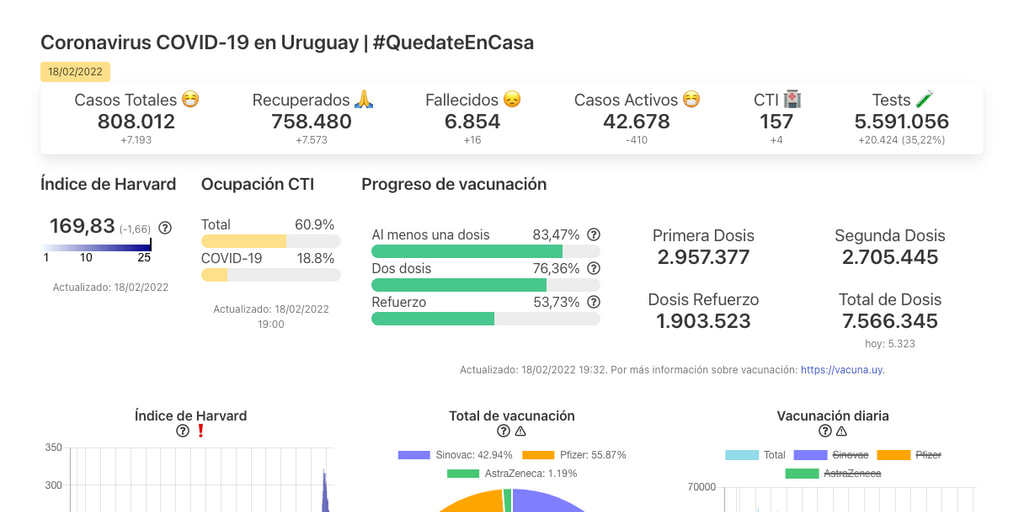 Coronavirus COVID-19 en Uruguay | #QuedateEnCasa
18/02/2022
Casos Totales 😷 Recuperados 🙏 Fallecidos 😞 Casos Activos 😷 CTI 🏥 Tests 🧪
808.012 758.480 6.854 42.678 157 5.591.056
+7.193 +7.573 +16 -410 +4 +20.424 (35,22%)
Índice de Harvard Ocupación CTI Progreso de vacunación
169,83 (-1,66)
1 10 25
Actualizado: 18/02/2022
Total 60.9%
COVID-19 18.8%
Actualizado: 18/02/2022
19:00
Al menos una dosis 83,47%
Dos dosis 76,36%
Refuerzo 53,73%
Primera Dosis Segunda Dosis
2.957.377 2.705.445
Dosis Refuerzo Total de Dosis
1.903.523 7.566.345
hoy: 5.323
Actualizado: 18/02/2022 19:32. Por más información sobre vacunación: https://vacuna.uy.
Índice de Harvard
❗
350
300
Total de vacunación
Sinovac: 42.94% Pfizer: 55.87%
AstraZeneca: 1.19%
Vacunación diaria
Total Sinovac Pfizer
AstraZeneca
70000